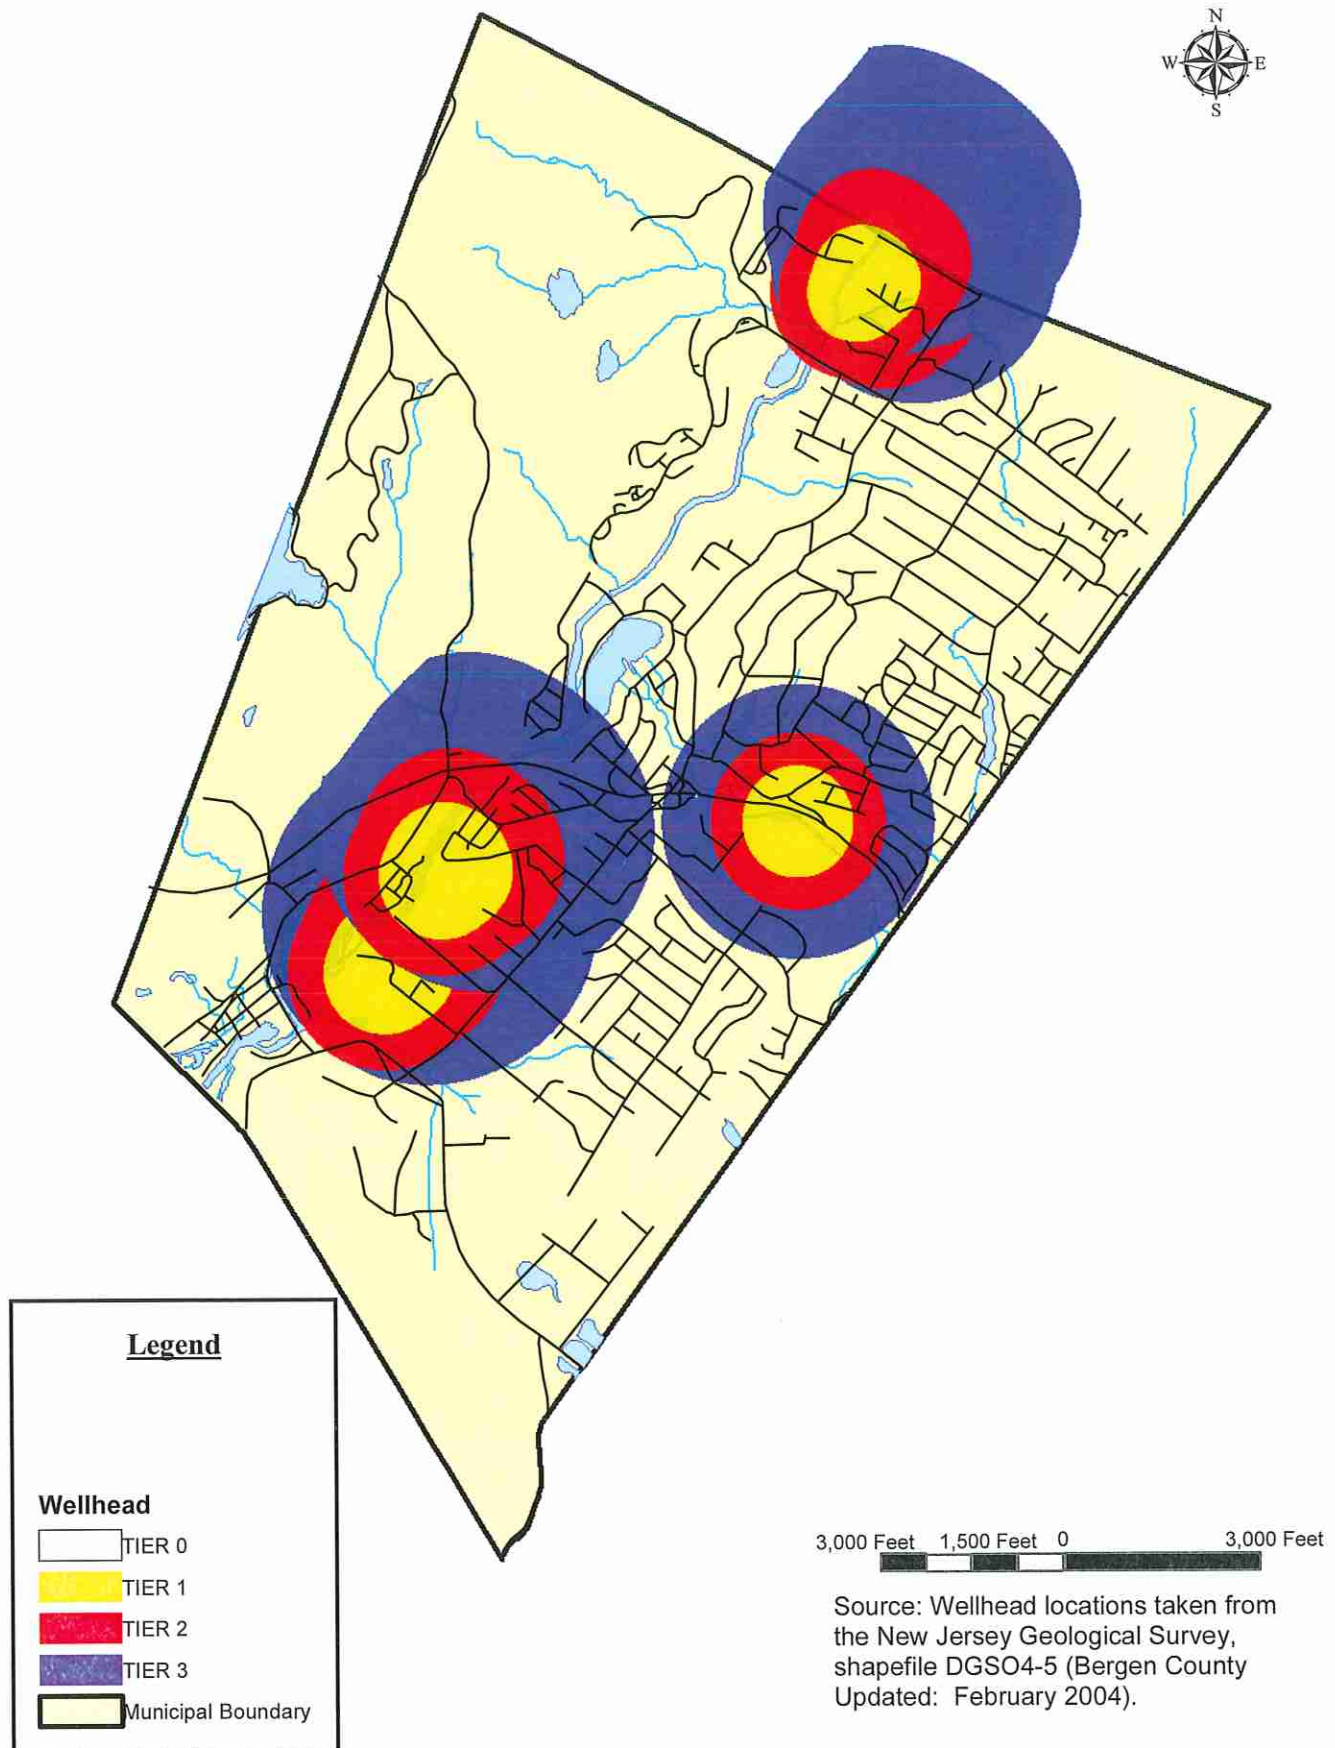 N
W E
S
Legend
Wellhead
TIER 0
TIER 1
TIER 2
TIER 3
Municipal Boundary
3,000 Feet 1,500 Feet 0 3,000 Feet
Source: Wellhead locations taken from
the New Jersey Geological Survey,
shapefile DGSO4-5 (Bergen County
Updated: February 2004).